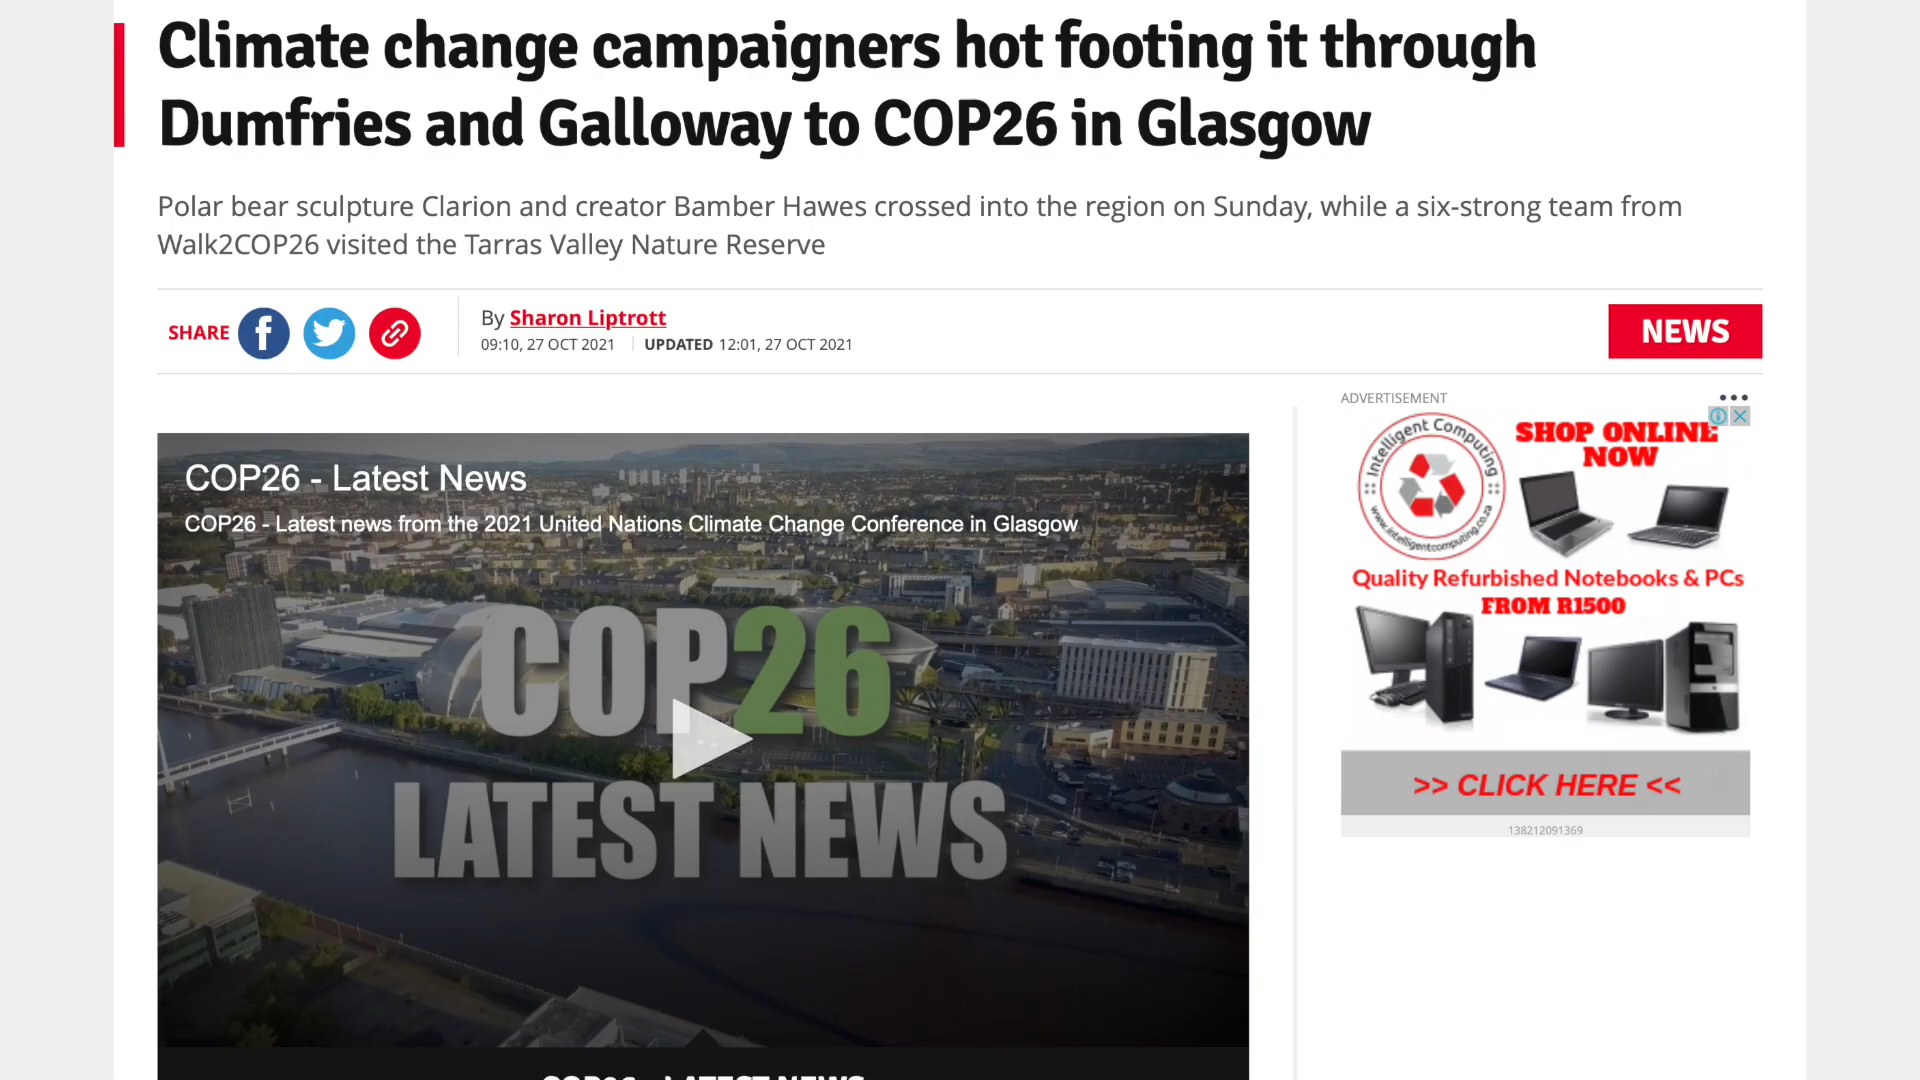 Climate change campaigners hot footing it through
Dumfries and Galloway to COP26 in Glasgow
Polar bear sculpture Clarion and creator Bamber Hawes crossed into the region on Sunday, while a six-strong team from
Walk2COP26 visited the Tarras Valley Nature Reserve
SHARE
By Sharon Liptrott
09:10, 27 OCT 2021 UPDATED 12:01, 27 OCT 2021
NEWS
COP26 - Latest News
COP26 - Latest news from the 2021 United Nations Climate Change Conference in Glasgow
COP26
LATEST NEWS
COP26 - LATEST NEWS
ADVERTISEMENT
Intelligent Computing
www.intelligentcomputing.co.za
SHOP ONLINE
NOW
Quality Refurbished Notebooks & PCs
FROM R1500
>> CLICK HERE <<
138212091369